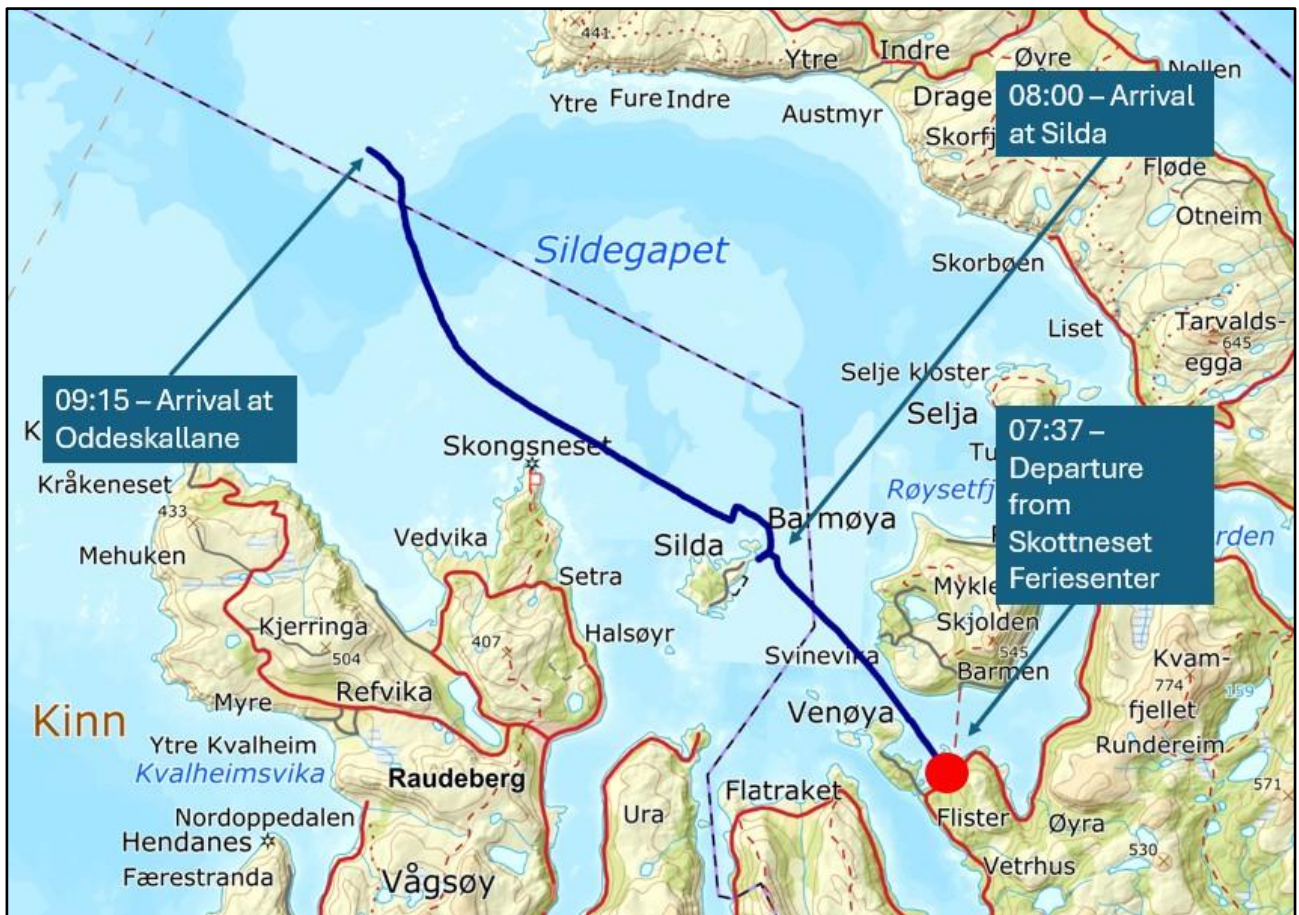 441
Ytre
Indre
Øvre
Nollen
Ytre Fure Indre
Austmyr
Drage
08:00 – Arrival
at Silda
Skorfj
Fløde
Otneim
Sildegapet
Skorbøen
Liset
Tarvalds-
645
egga
Selje kloster
Selja
09:15 – Arrival at
Oddeskallane
07:37 –
Departure
from
Skottneset
Feriesenter
K
Skongsneset
Kråkeneset
433
Tu
Røysetfj
rden
Barmøya
Vedvika
Silda
Mehuken
Setra
Mykle
Skjolden
545
Barmen
Kjerringa
504
407
Halsøyr
Svinevika
Kvam-
774
fjellet
159
Myre
Refvika
Venøya
Kinn
Rundereim
Ytre Kvalheim
Kvalheimsvika
Raudeberg
Flatraket
571
Nordoppedalen
Ura
Flister
Øyra
Hendanes
530
Vetrhus
Færestranda
Vågsøy